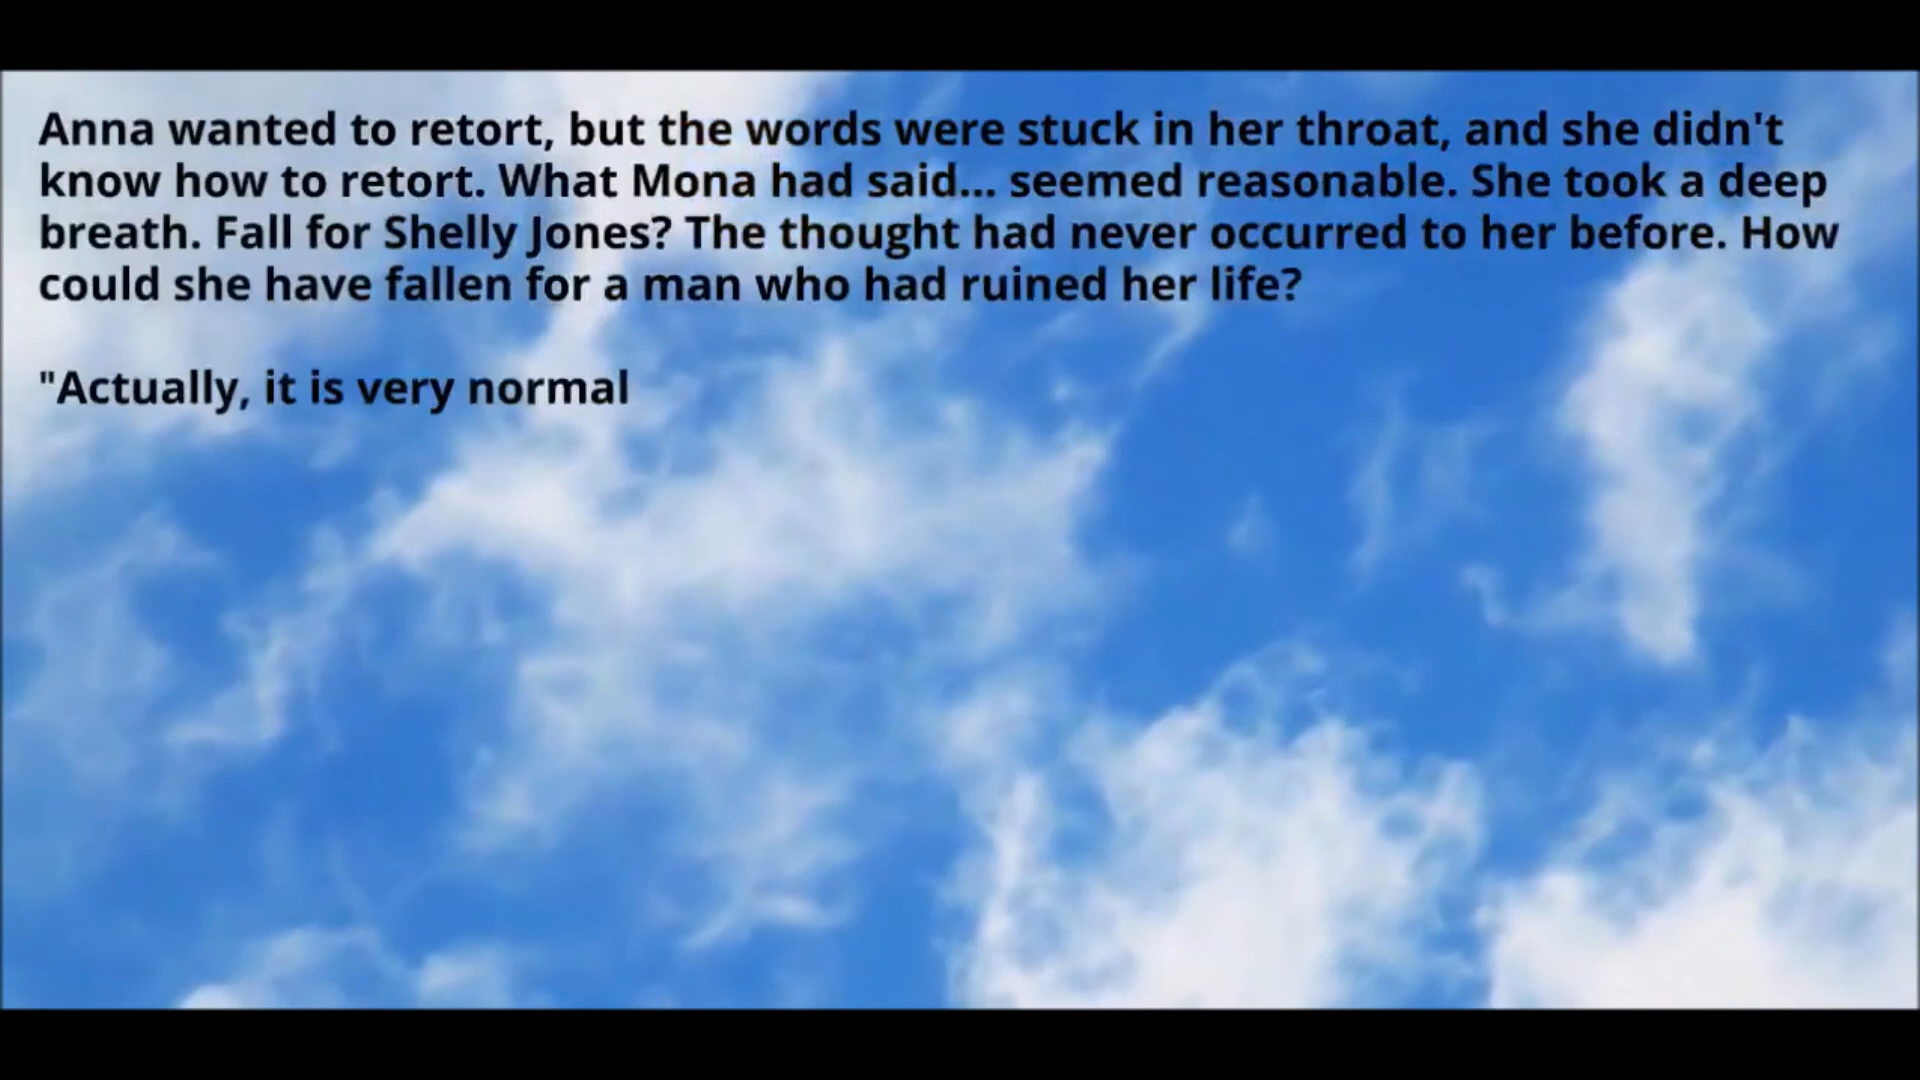 Anna wanted to retort, but the words were stuck in her throat, and she didn't
know how to retort. What Mona had said... seemed reasonable. She took a deep
breath. Fall for Shelly Jones? The thought had never occurred to her before. How
could she have fallen for a man who had ruined her life?
"Actually, it is very normal